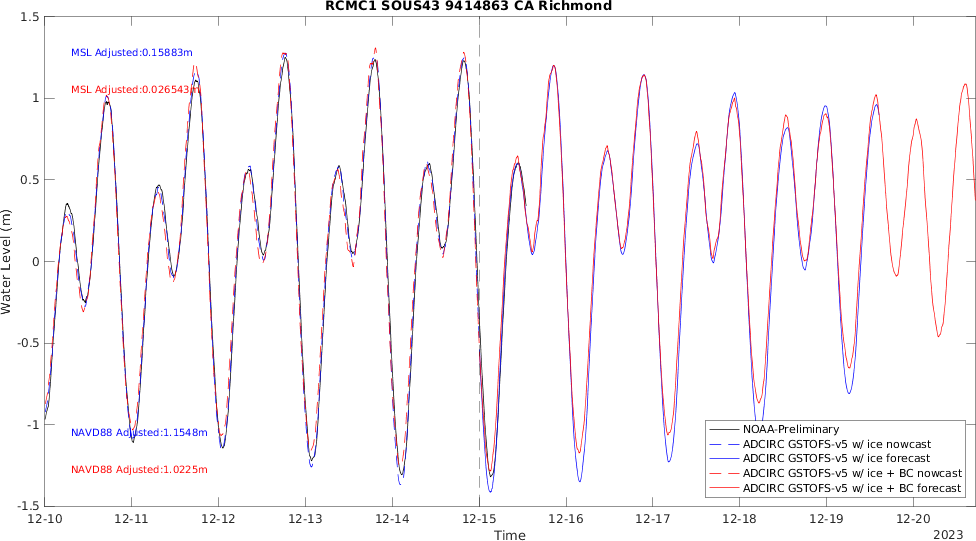 RCMC1 SOUS43 9414863 CA Richmond
1.5
MSL Adjusted:0.15883m
MSL Adjusted:0.026543m
1
0.5
0
-0.5
-1
-1.5
Water Level (m)
NAVD88 Adjusted:1.1548m
NAVD88 Adjusted:1.0225m
NOAA-Preliminary
ADCIRC GSTOFS-v5 w/ ice nowcast
ADCIRC GSTOFS-v5 w/ ice forecast
ADCIRC GSTOFS-v5 w/ ice + BC nowcast
ADCIRC GSTOFS-v5 w/ ice + BC forecast
12-10 12-11 12-12 12-13 12-14 12-15 12-16 12-17 12-18 12-19 12-20
Time
2023